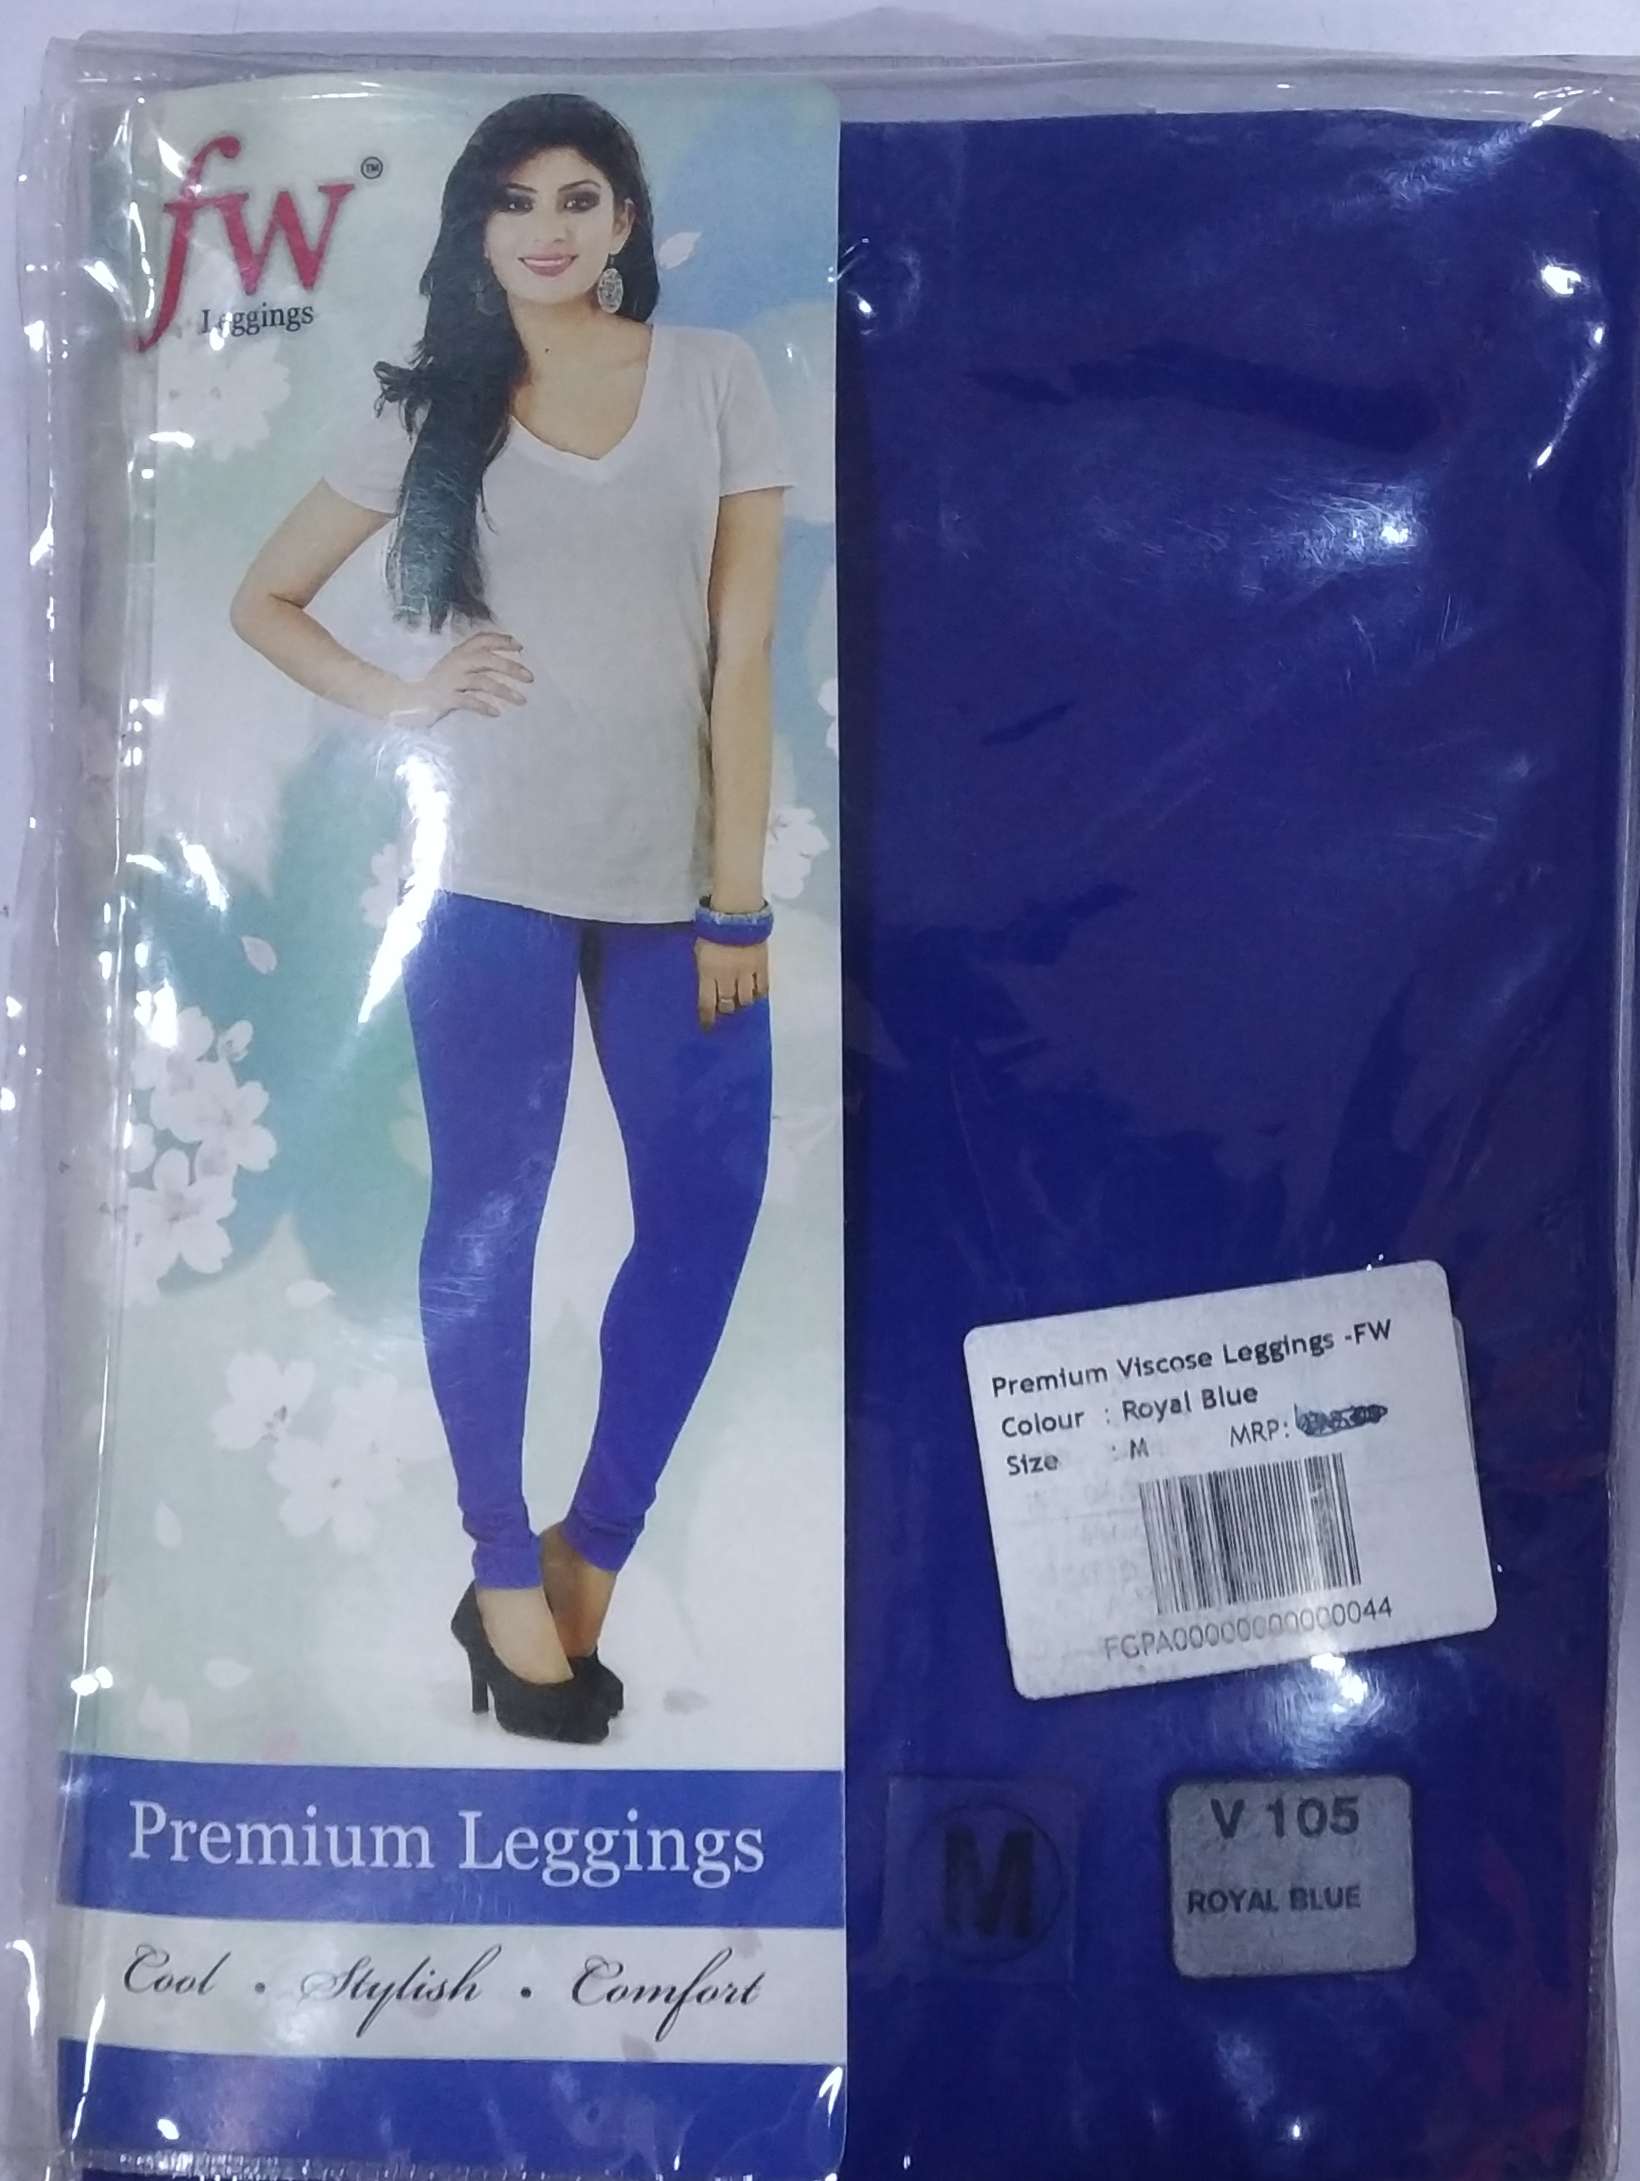 fw™
Leggings
Premium Viscose Leggings -FW
Colour : Royal Blue
Size : M MRP:
FGPA00000000000044
M
V 105
ROYAL BLUE
Premium Leggings
Cool . Stylish . Comfort